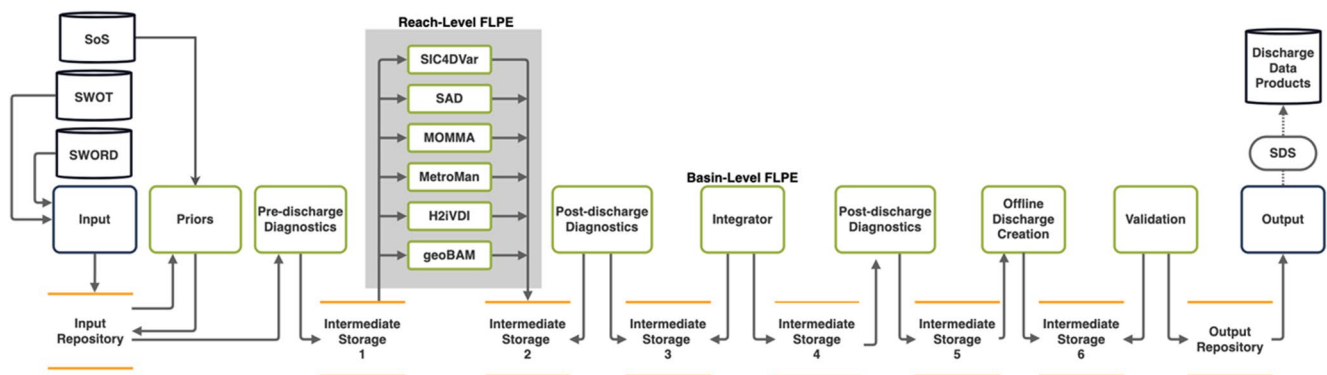 Reach-Level FLPE
SoS
SWOT
SWORD
Input
Priors
Pre-discharge
Diagnostics
SIC4DVar
SAD
MOMMA
MetroMan
H2iVDI
geoBAM
Post-discharge
Diagnostics
Basin-Level FLPE
Integrator
Post-discharge
Diagnostics
Offline
Discharge
Creation
Validation
Discharge
Data
Products
SDS
Output
Input
Repository
Intermediate
Storage
1
Intermediate
Storage
2
Intermediate
Storage
3
Intermediate
Storage
4
Intermediate
Storage
5
Intermediate
Storage
6
Output
Repository